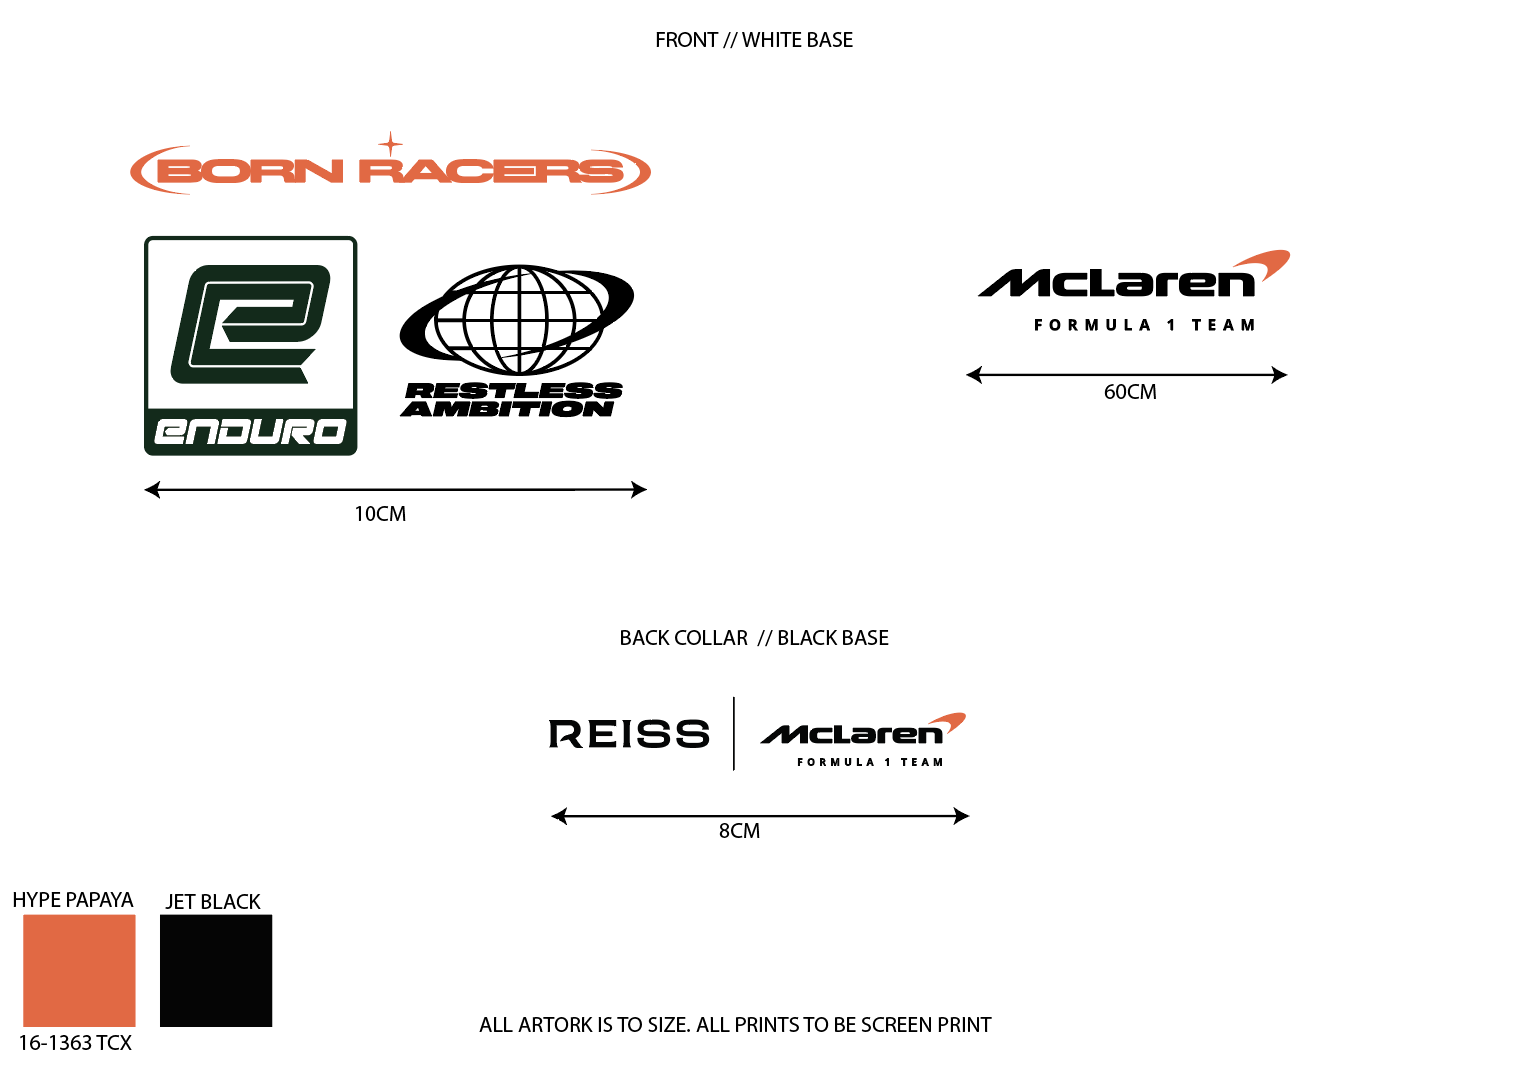 FRONT // WHITE BASE
BORN RACERS
ENDURO
RESTLESS
AMBITION
10CM
McLaren
FORMULA 1 TEAM
60CM
BACK COLLAR // BLACK BASE
REISS
McLaren
FORMULA 1 TEAM
8CM
HYPE PAPAYA
JET BLACK
16-1363 TCX
ALL ARTORK IS TO SIZE. ALL PRINTS TO BE SCREEN PRINT